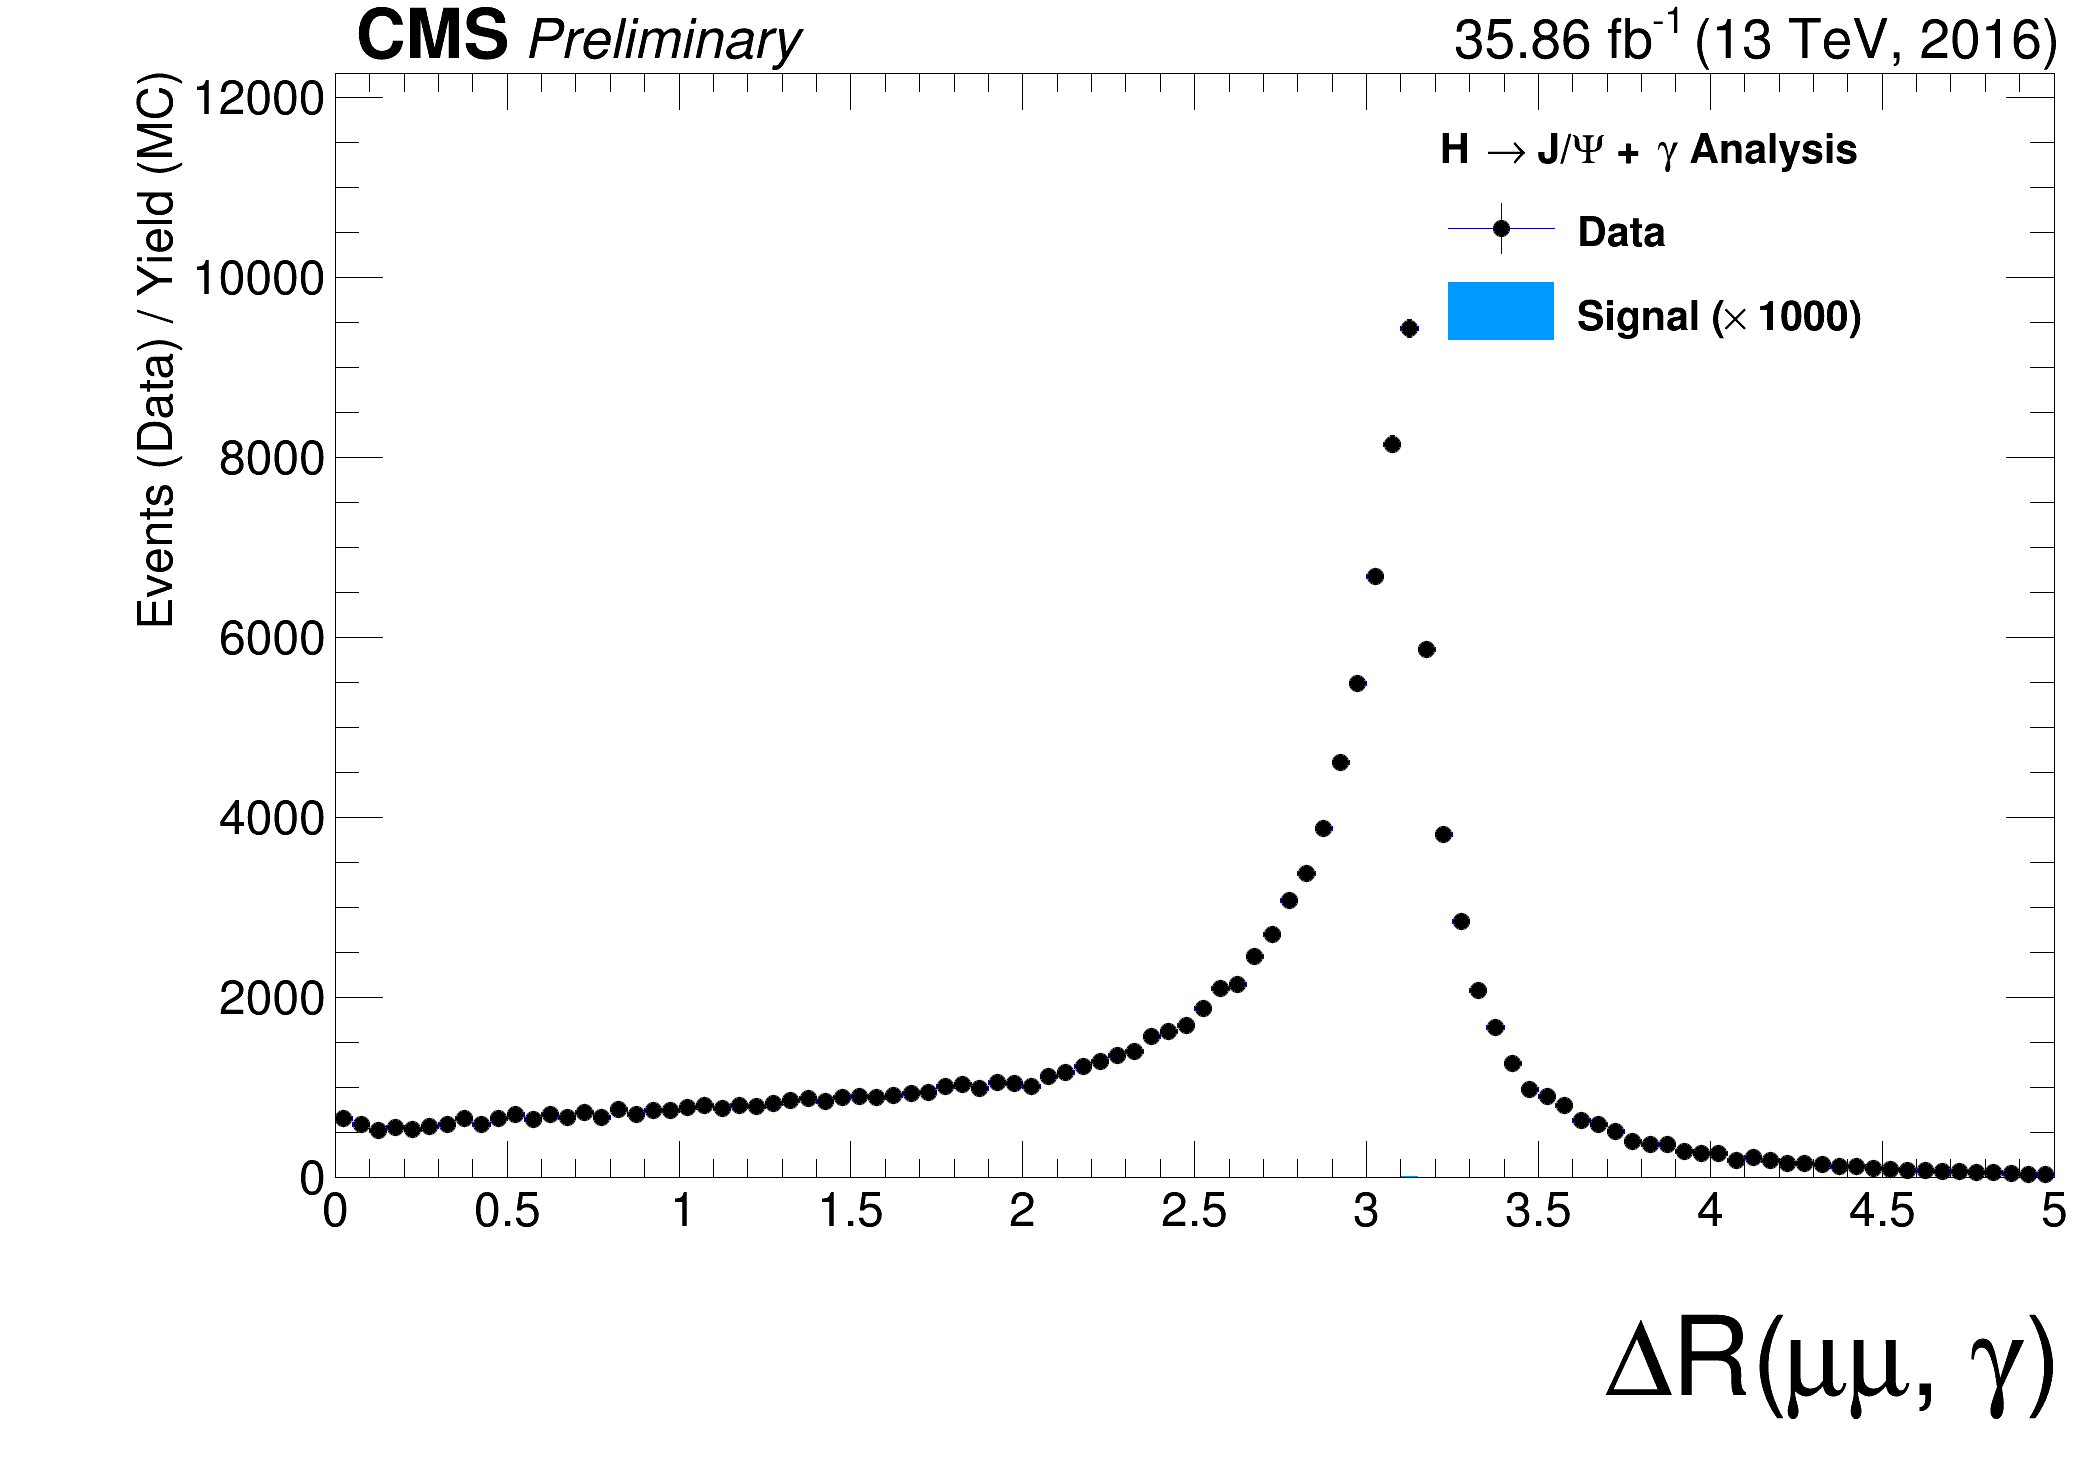 CMS Preliminary 35.86 fb⁻¹ (13 TeV, 2016)
Events (Data) / Yield (MC)
12000
10000
8000
6000
4000
2000
0
H → J/Ψ + γ Analysis
Data
Signal (× 1000)
0 0.5 1 1.5 2 2.5 3 3.5 4 4.5 5
ΔR(μμ, γ)